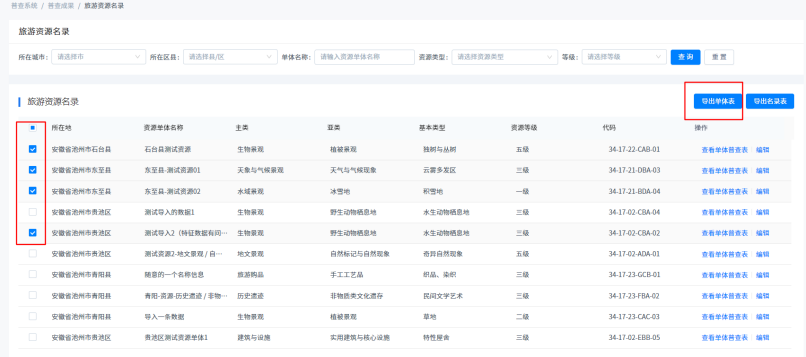 普查系统 / 普查成果 / 旅游资源名录
旅游资源名录
所在城市： 请选择市 所在区县： 请选择县/区 单体名称： 请输入资源单体名称 资源类型： 请选择资源类型 等级： 请选择等级 查 询 重 置
旅游资源名录 导出单体表 导出名录表
所在地 资源单体名称 主类 亚类 基本类型 资源等级 代码 操作
安徽省池州市石台县 石台县测试资源 生物景观 植被景观 独树与丛树 五级 34-17-22-CAB-01 查看单体普查表 编辑
安徽省池州市东至县 东至县-测试资源01 天象与气候景观 天气与气候现象 云雾多发区 三级 34-17-21-DBA-03 查看单体普查表 编辑
安徽省池州市东至县 东至县-测试资源02 水域景观 冰雪地 积雪地 一级 34-17-21-BDA-04 查看单体普查表 编辑
安徽省池州市贵池区 测试导入的数据1 生物景观 野生动物栖息地 水生动物栖息地 三级 34-17-02-CBA-04 查看单体普查表 编辑
安徽省池州市贵池区 测试导入2（特征数据有问… 生物景观 野生动物栖息地 水生动物栖息地 三级 34-17-02-CBA-02 查看单体普查表 编辑
安徽省池州市贵池区 测试资源2-地文景观 / 自… 地文景观 自然标记与自然现象 奇异自然现象 五级 34-17-02-ADA-01 查看单体普查表 编辑
安徽省池州市青阳县 随意的一个名称信息 旅游购品 手工工艺品 织品、染织 三级 34-17-23-GCB-01 查看单体普查表 编辑
安徽省池州市青阳县 青阳-资源-历史遗迹 / 非物… 历史遗迹 非物质类文化遗存 民间文学艺术 三级 34-17-23-FBA-02 查看单体普查表 编辑
安徽省池州市青阳县 导入一条数据 生物景观 植被景观 草地 二级 34-17-23-CAC-03 查看单体普查表 编辑
安徽省池州市贵池区 贵池区测试资源单体1 建筑与设施 实用建筑与核心设施 特性屋舍 三级 34-17-02-EBB-05 查看单体普查表 编辑